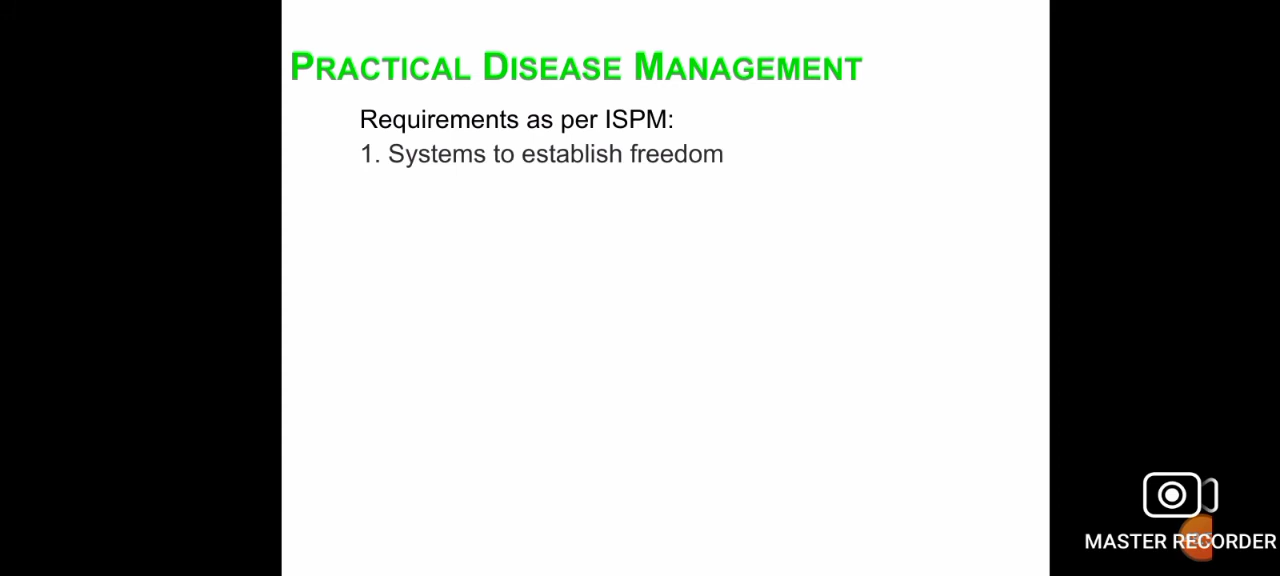 PRACTICAL DISEASE MANAGEMENT
Requirements as per ISPM:
1. Systems to establish freedom
MASTER RECORDER